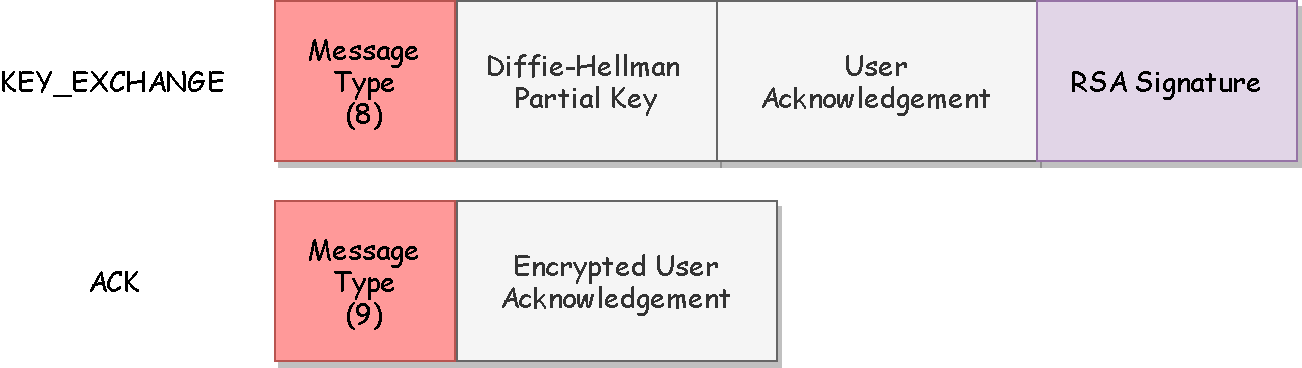 KEY_EXCHANGE
Message
Type
(8)
Diffie-Hellman
Partial Key
User
Acknowledgement
RSA Signature
ACK
Message
Type
(9)
Encrypted User
Acknowledgement